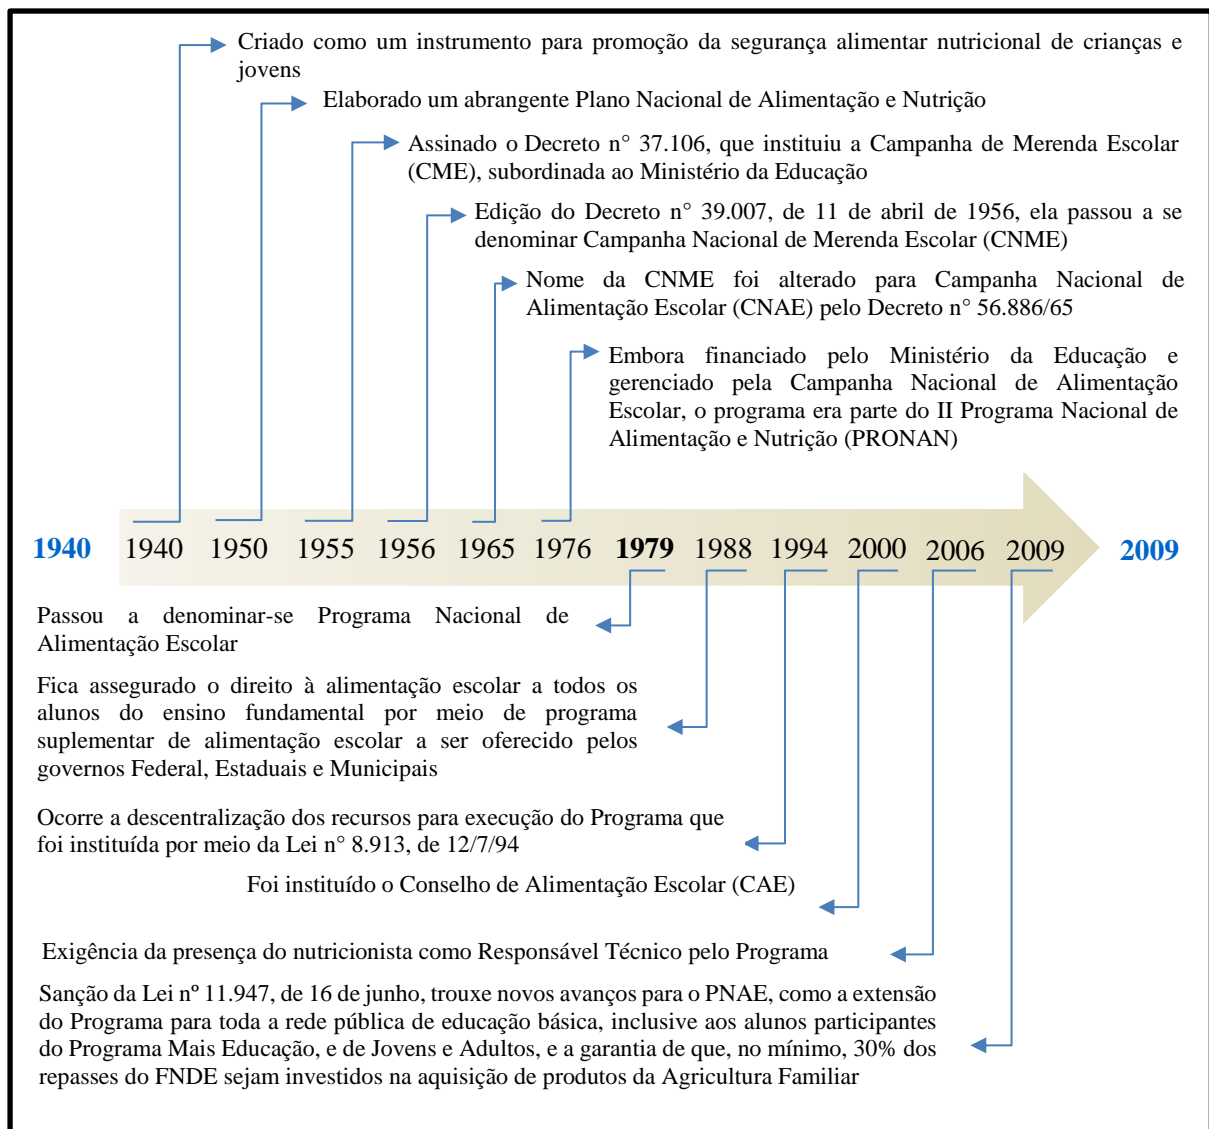 Criado como um instrumento para promoção da segurança alimentar nutricional de crianças e
jovens
Elaborado um abrangente Plano Nacional de Alimentação e Nutrição
Assinado o Decreto n° 37.106, que instituiu a Campanha de Merenda Escolar
(CME), subordinada ao Ministério da Educação
Edição do Decreto n° 39.007, de 11 de abril de 1956, ela passou a se
denominar Campanha Nacional de Merenda Escolar (CNME)
Nome da CNME foi alterado para Campanha Nacional de
Alimentação Escolar (CNAE) pelo Decreto n° 56.886/65
Embora financiado pelo Ministério da Educação e
gerenciado pela Campanha Nacional de Alimentação
Escolar, o programa era parte do II Programa Nacional de
Alimentação e Nutrição (PRONAN)
1940 1940 1950 1955 1956 1965 1976 1979 1988 1994 2000 2006 2009 2009
Passou a denominar-se Programa Nacional de
Alimentação Escolar
Fica assegurado o direito à alimentação escolar a todos os
alunos do ensino fundamental por meio de programa
suplementar de alimentação escolar a ser oferecido pelos
governos Federal, Estaduais e Municipais
Ocorre a descentralização dos recursos para execução do Programa que
foi instituída por meio da Lei n° 8.913, de 12/7/94
Foi instituído o Conselho de Alimentação Escolar (CAE)
Exigência da presença do nutricionista como Responsável Técnico pelo Programa
Sanção da Lei nº 11.947, de 16 de junho, trouxe novos avanços para o PNAE, como a extensão
do Programa para toda a rede pública de educação básica, inclusive aos alunos participantes
do Programa Mais Educação, e de Jovens e Adultos, e a garantia de que, no mínimo, 30% dos
repasses do FNDE sejam investidos na aquisição de produtos da Agricultura Familiar